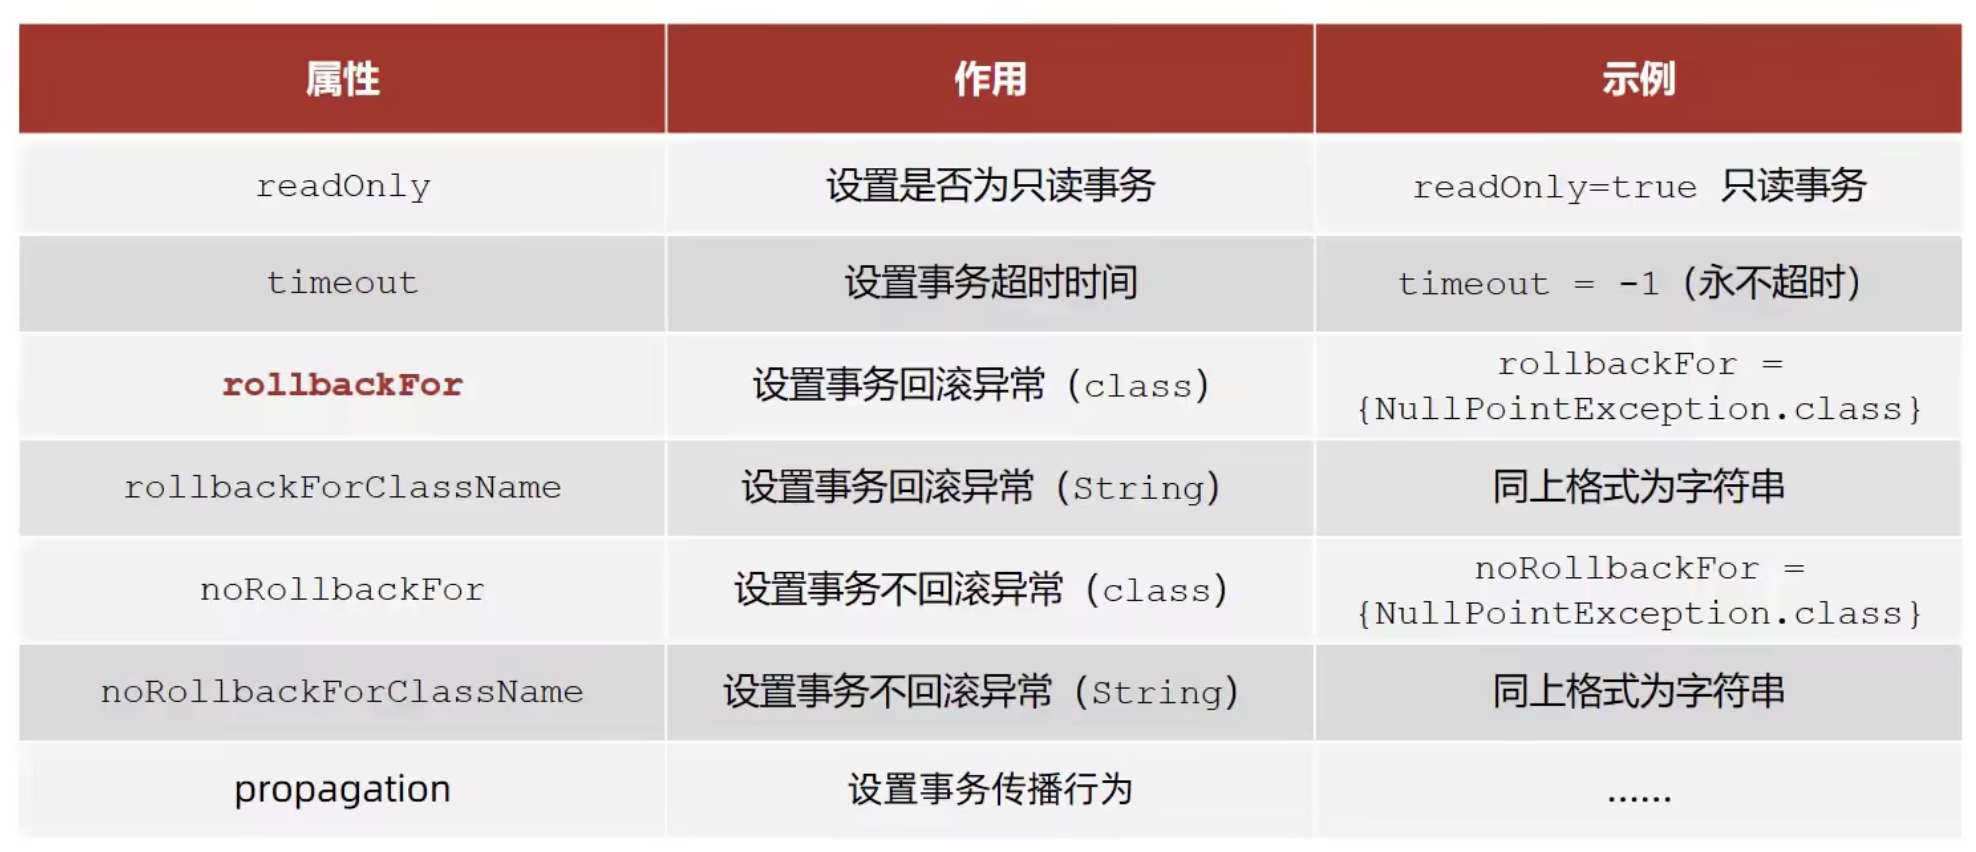 属性 作用 示例
readOnly 设置是否为只读事务 readOnly=true 只读事务
timeout 设置事务超时时间 timeout = -1（永不超时）
rollbackFor 设置事务回滚异常（class） rollbackFor =
{NullPointException.class}
rollbackForClassName 设置事务回滚异常（String） 同上格式为字符串
noRollbackFor 设置事务不回滚异常（class） noRollbackFor =
{NullPointException.class}
noRollbackForClassName 设置事务不回滚异常（String） 同上格式为字符串
propagation 设置事务传播行为 ……